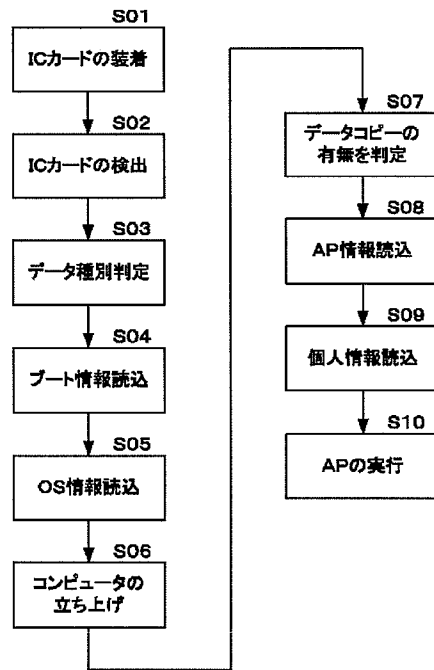 S01
ICカードの装着
S02
ICカードの検出
S03
データ種別判定
S04
ブート情報読込
S05
OS情報読込
S06
コンピュータの
立ち上げ
S07
データコピーの
有無を判定
S08
AP情報読込
S09
個人情報読込
S10
APの実行